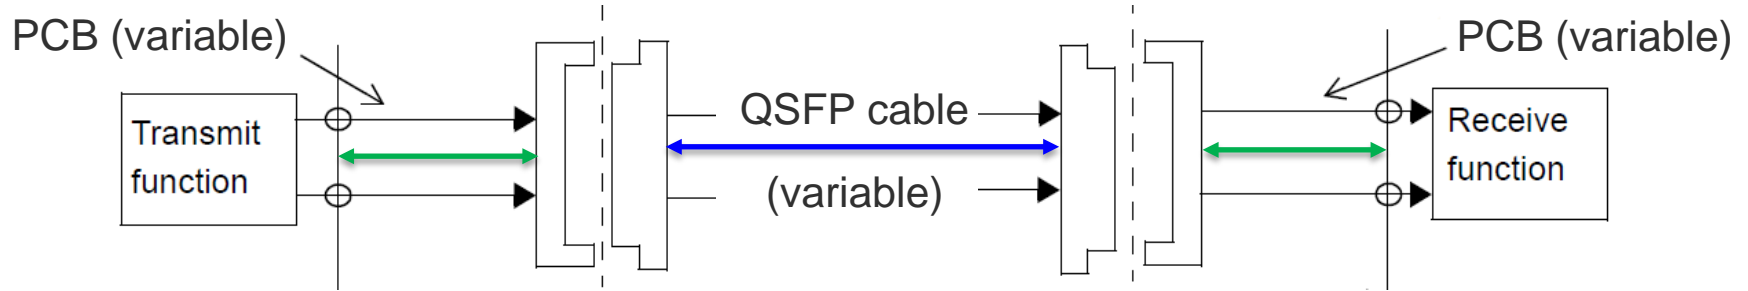 PCB (variable)
PCB (variable)
Transmit
function
QSFP cable
(variable)
Receive
function